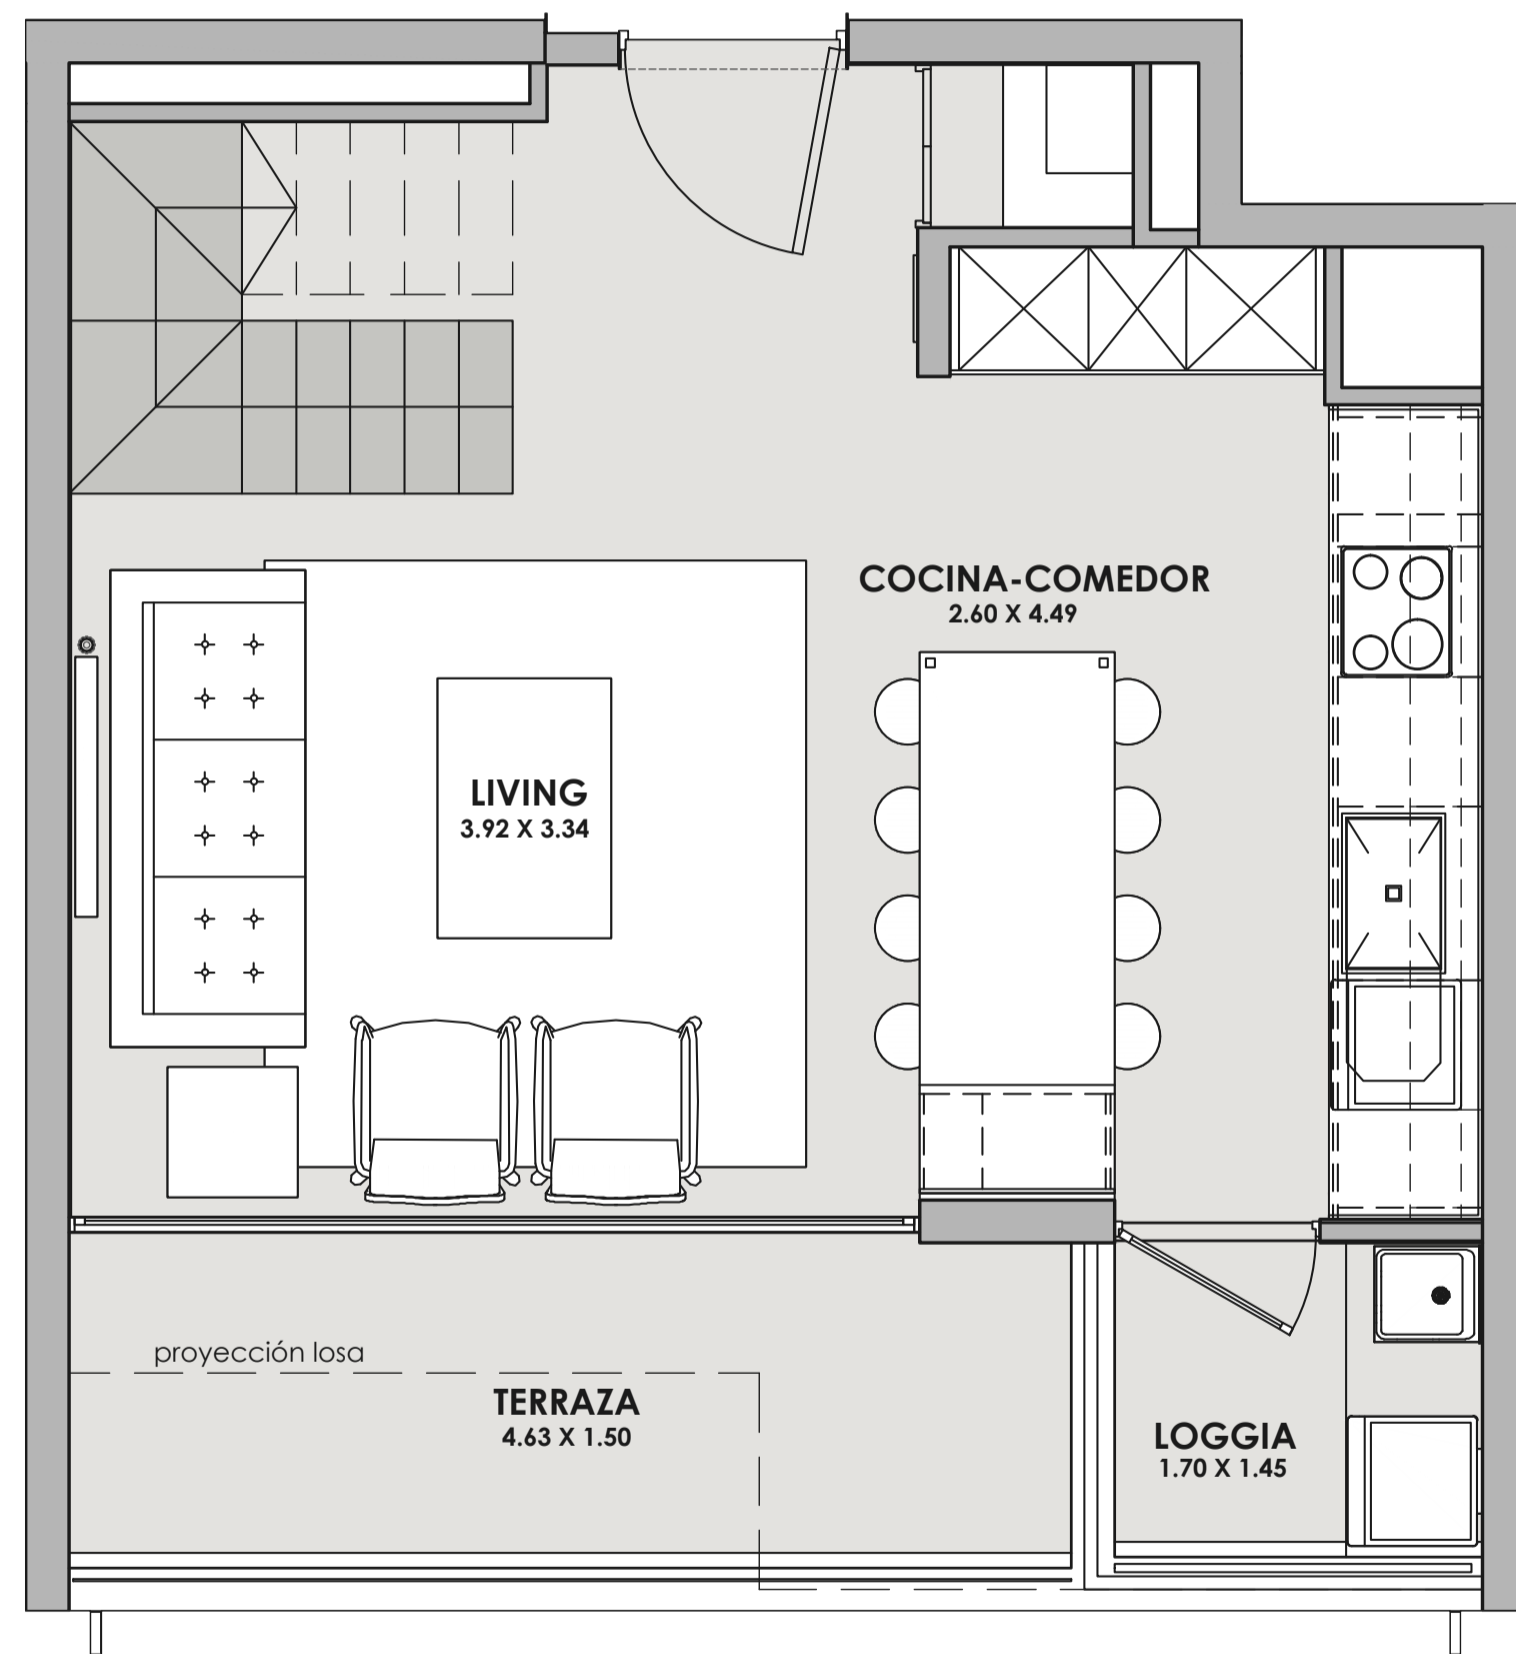 COCINA-COMEDOR
2.60 X 4.49
LIVING
3.92 X 3.34
proyección losa
TERRAZA
4.63 X 1.50
LOGGIA
1.70 X 1.45